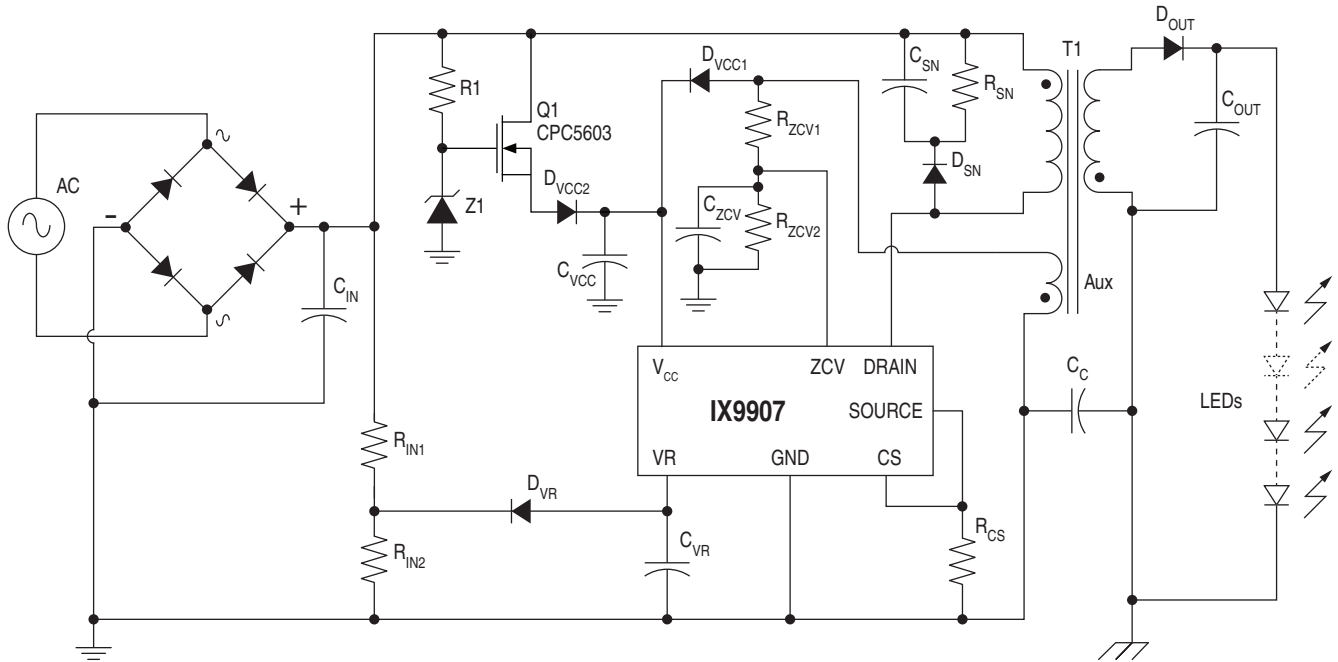 D_OUT
T1
D_VCC1
C_SN
R_SN
R1
Q1
CPC5603
R_ZCV1
C_OUT
AC
-
+
D_VCC2
Z1
C_ZCV
R_ZCV2
D_SN
C_VCC
C_IN
Aux
V_CC
ZCV
DRAIN
C_C
LEDs
IX9907
SOURCE
R_IN1
VR
GND
CS
D_VR
R_CS
C_VR
R_IN2